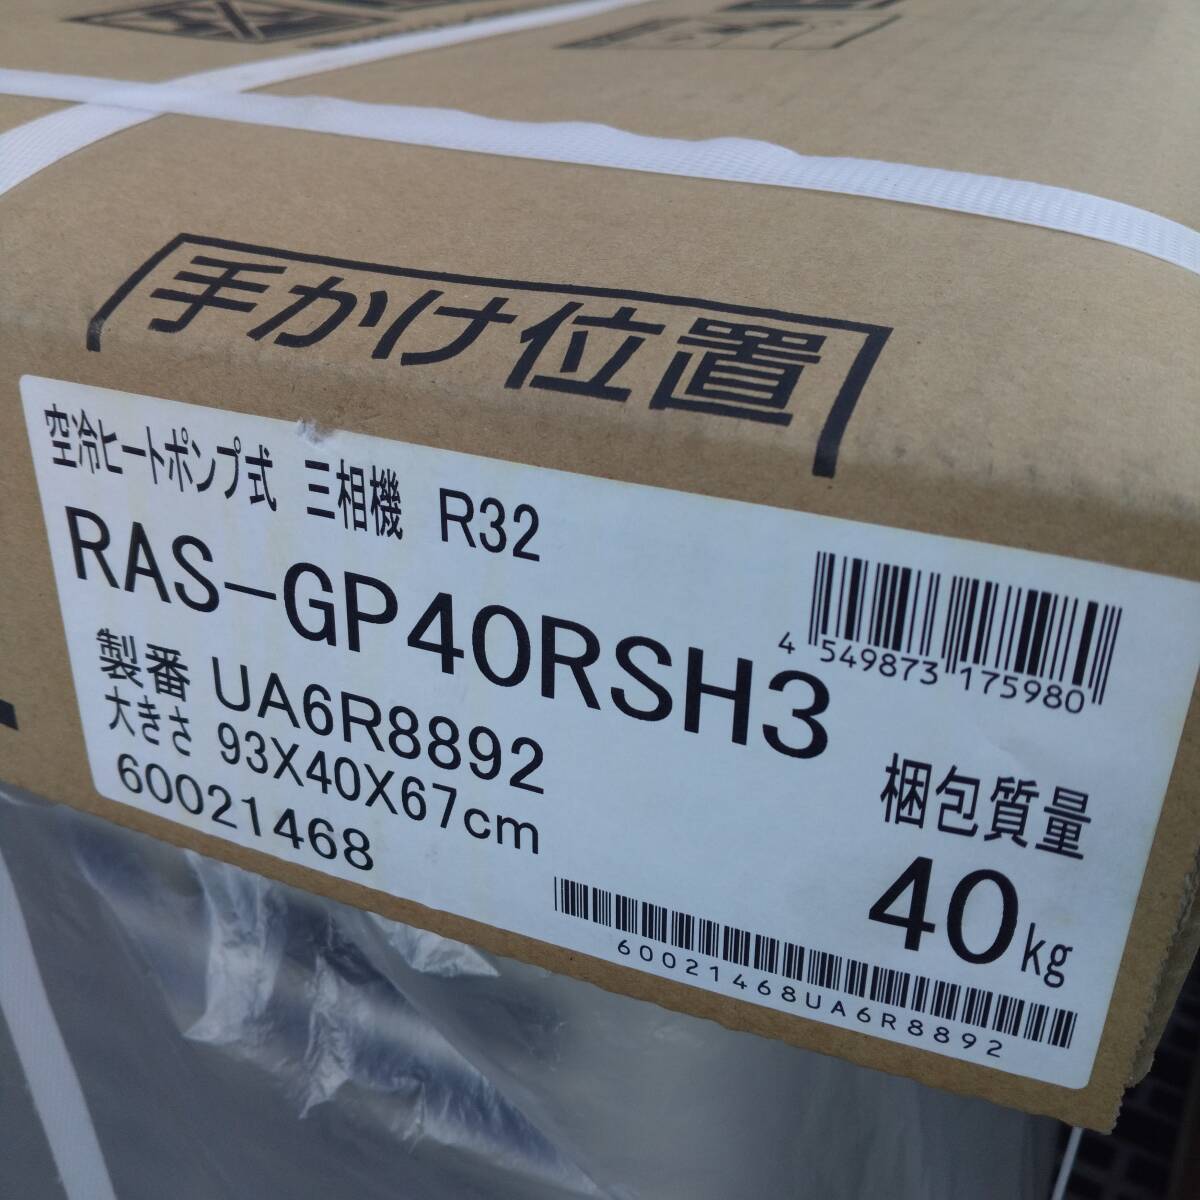 手かけ位置
空冷ヒートポンプ式 三相機 R32
RAS-GP40RSH3
4 549873 175980
製番 UA6R8892
大きさ 93X40X67cm
60021468
梱包質量
40kg
60021468UA6R8892